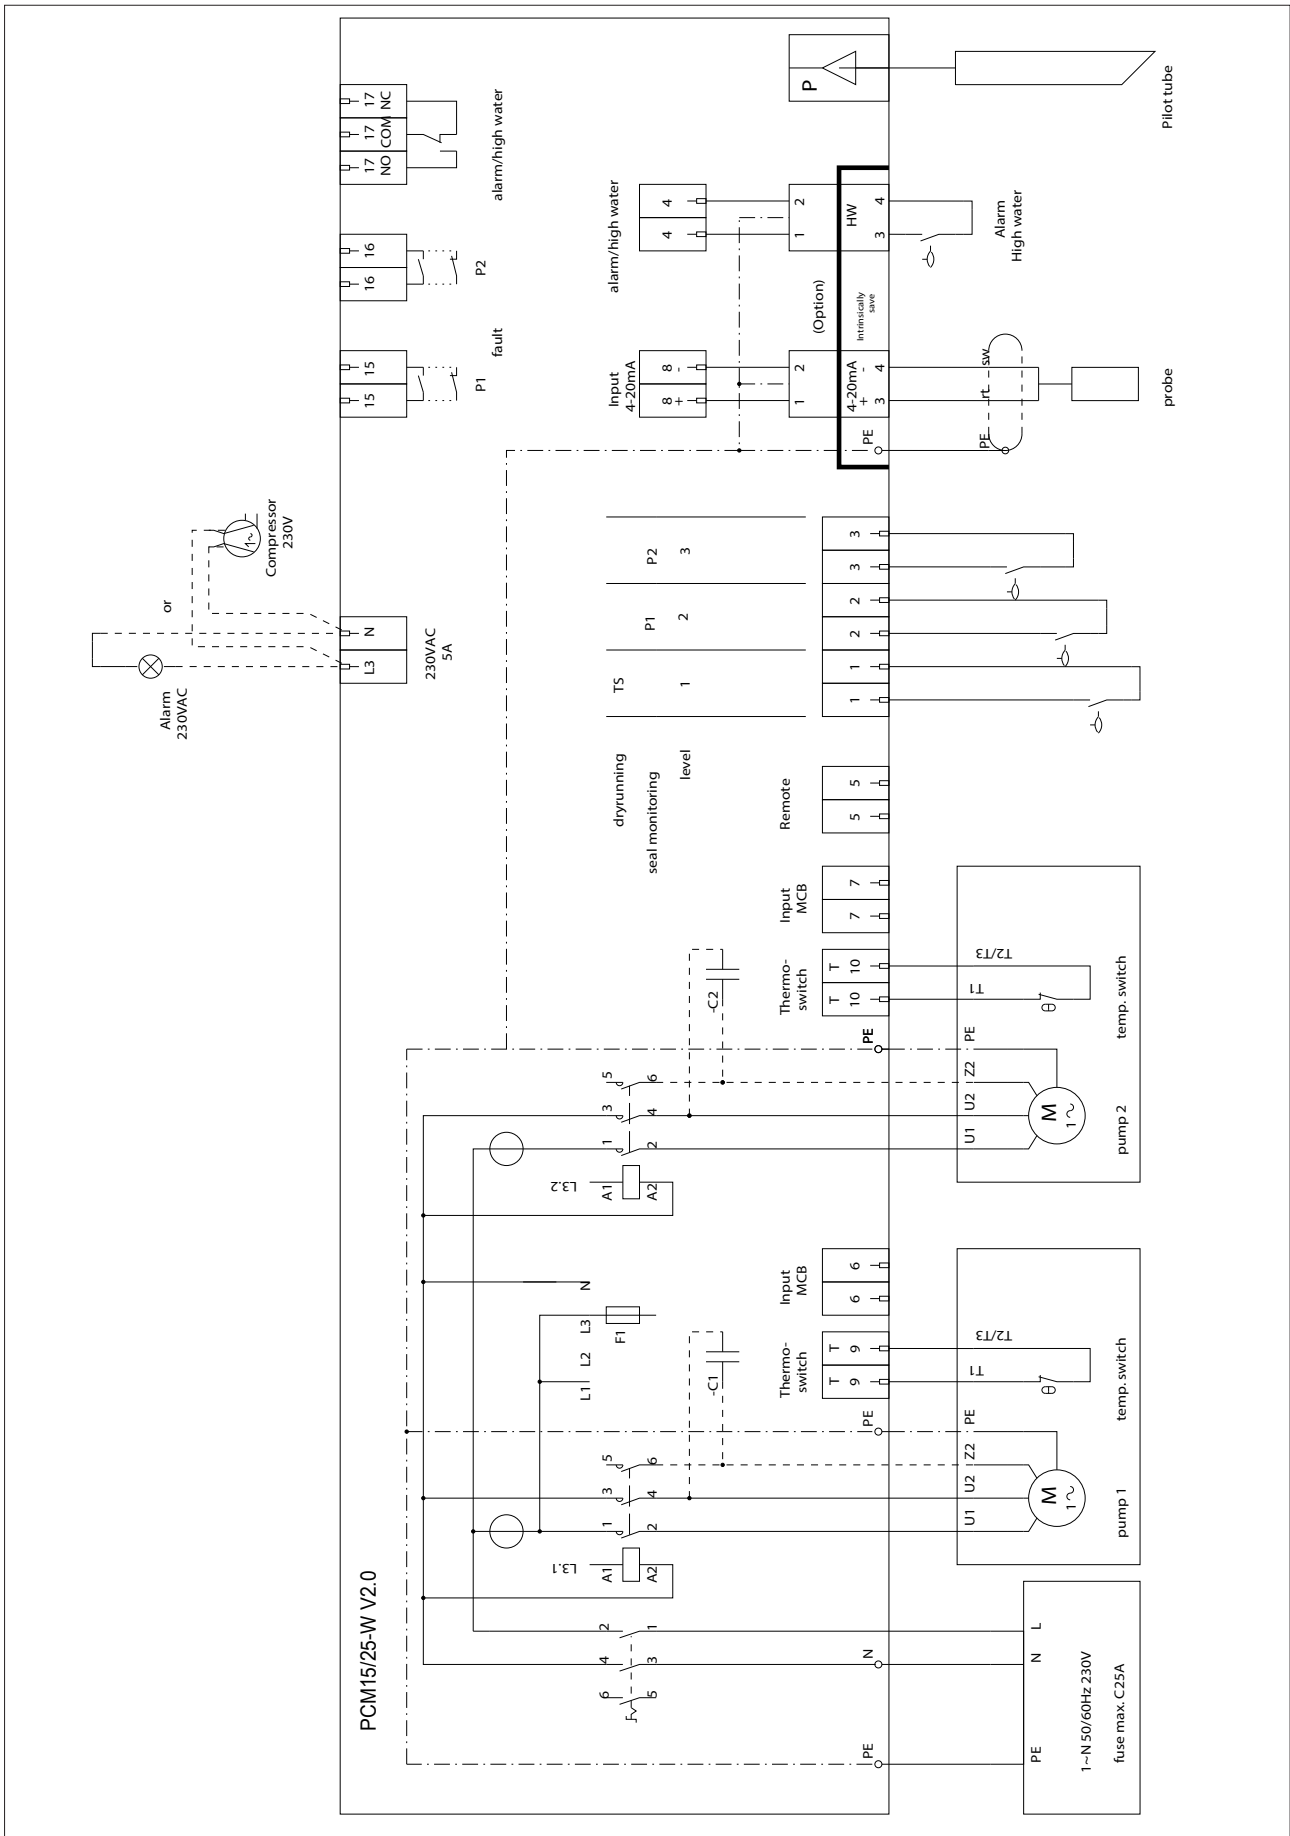 PCM15/25-W V2.0
1~N 50/60Hz 230V
fuse max. C25A
PE
N
L
PE
N
6
4
2
5
3
1
L3.1
A1
A2
1
3
5
2
4
6
-C1
L1
L2
L3
N
F1
PE
U1
U2
Z2
PE
M
1~
pump 1
temp. switch
T1
T2/T3
Thermo-
switch
T
T
9
9
Input
MCB
6
6
L3.2
A1
A2
1
3
5
2
4
6
-C2
PE
U1
U2
Z2
PE
M
1~
pump 2
temp. switch
T1
T2/T3
Thermo-
switch
T
T
10
10
Input
MCB
7
7
Remote
5
5
dryrunning
seal monitoring
level
TS
P1
P2
1
2
3
1
1
2
2
3
3
Alarm
230VAC
or
Compressor
230V
1~
L3
N
230VAC
5A
15
15
P1
fault
16
16
P2
17
17
17
NO
COM
NC
alarm/high water
Input
4-20mA
8
8
+
-
alarm/high water
4
4
(Option)
1
2
4-20mA
+
-
3
4
PE
Intrinsically
save
1
2
HW
3
4
PE
rt
sw
probe
Alarm
High water
P
Pilot tube